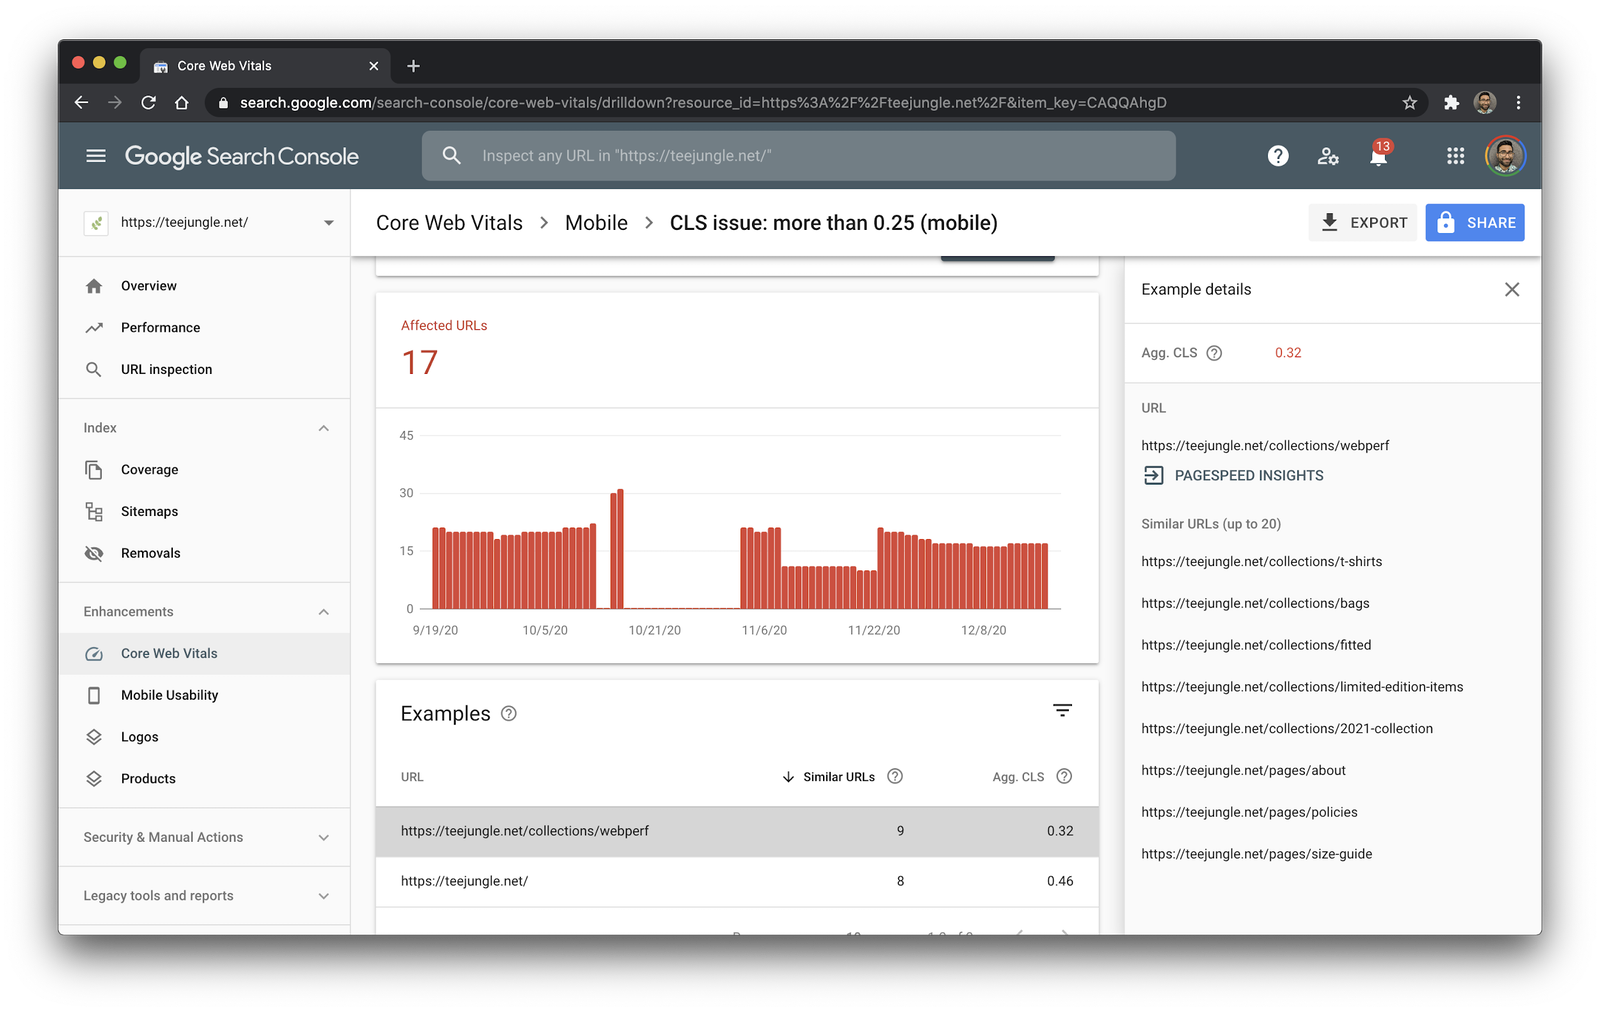 Core Web Vitals
search.google.com/search-console/core-web-vitals/drilldown?resource_id=https%3A%2F%2Fteejungle.net%2F&item_key=CAQQAhgD
Google Search Console
Inspect any URL in "https://teejungle.net/"
13
https://teejungle.net/
Core Web Vitals > Mobile > CLS issue: more than 0.25 (mobile)
EXPORT
SHARE
Overview
Performance
URL inspection
Index
Coverage
Sitemaps
Removals
Enhancements
Core Web Vitals
Mobile Usability
Logos
Products
Security & Manual Actions
Legacy tools and reports
Affected URLs
17
45
30
15
0
9/19/20 10/5/20 10/21/20 11/6/20 11/22/20 12/8/20
Examples
URL Similar URLs Agg. CLS
https://teejungle.net/collections/webperf 9 0.32
https://teejungle.net/ 8 0.46
Example details
Agg. CLS 0.32
URL
https://teejungle.net/collections/webperf
PAGESPEED INSIGHTS
Similar URLs (up to 20)
https://teejungle.net/collections/t-shirts
https://teejungle.net/collections/bags
https://teejungle.net/collections/fitted
https://teejungle.net/collections/limited-edition-items
https://teejungle.net/collections/2021-collection
https://teejungle.net/pages/about
https://teejungle.net/pages/policies
https://teejungle.net/pages/size-guide